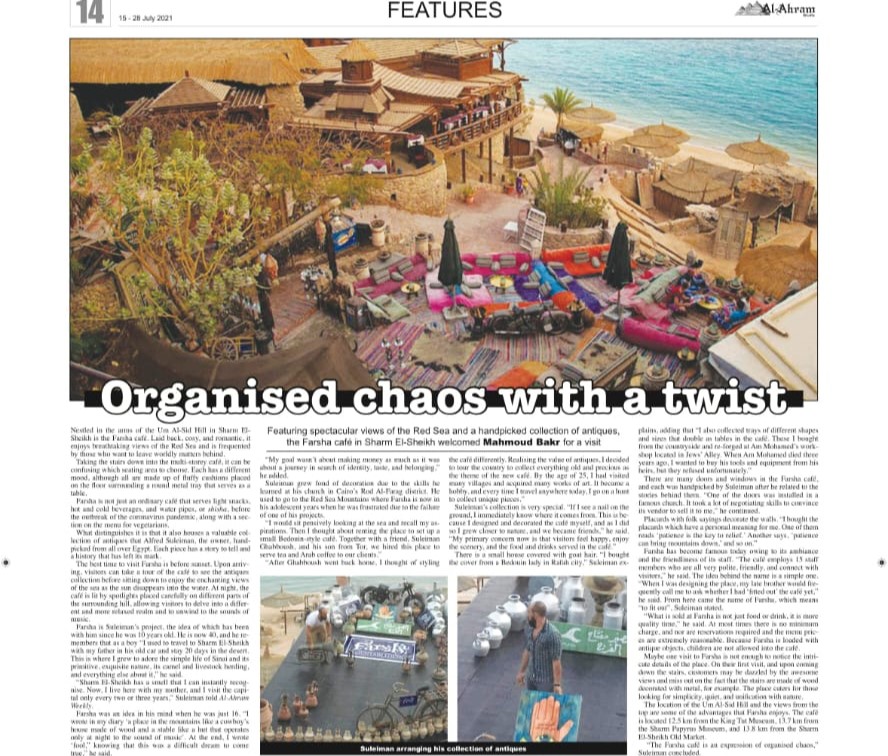 14
15 - 28 July 2021
FEATURES
Al-Ahram
Organised chaos with a twist
Nestled in the arms of the Um Al-Sid Hill in Sharm El-
Sheikh is the Farsha café. Laid back, cosy, and romantic, it
enjoys breathtaking views of the Red Sea and is frequented
by those who want to leave worldly matters behind.
Taking the stairs down into the multi-storey café, it can be
confusing which seating area to choose. Each has a different
mood, although all are made up of fluffy cushions placed
on the floor surrounding a round metal tray that serves as a
table.
Farsha is not just an ordinary café that serves light snacks,
hot and cold beverages, and water pipes, or shisha, before
the outbreak of the coronavirus pandemic, along with a sec-
tion on the menu for vegetarians.
What distinguishes it is that it also houses a valuable col-
lection of antiques that Alfred Suleiman, the owner, hand-
picked from all over Egypt. Each piece has a story to tell and
a history that has left its mark.
The best time to visit Farsha is before sunset. Upon arriv-
ing, visitors can take a tour of the café to see the antiques
collection before sitting down to enjoy the enchanting views
of the sea as the sun disappears into the water. At night, the
café is lit by spotlights placed carefully on different parts of
the surrounding hill, allowing visitors to delve into a differ-
ent and more relaxed realm and to unwind to the sounds of
music.
Farsha is Suleiman's project, the idea of which has been
with him since he was 10 years old. He is now 40, and he re-
members that as a boy "I used to travel to Sharm El-Sheikh
with my father in his old car and stay 20 days in the desert.
This is where I grew to adore the simple life of Sinai and its
primitive, exquisite nature, its camel and livestock herding,
and everything else about it," he said.
"Sharm El-Sheikh has a smell that I can instantly recog-
nise. Now, I live here with my mother, and I visit the capi-
tal only every two or three years," Suleiman told Al-Ahram
Weekly.
Farsha was an idea in his mind when he was just 16. "I
wrote in my diary 'a place in the mountains like a cowboy's
house made of wood and a stable like a bar that operates
only at night to the sound of music'. At the end, I wrote
'fool,' knowing that this was a difficult dream to come
true," he said.
Featuring spectacular views of the Red Sea and a handpicked collection of antiques,
the Farsha café in Sharm El-Sheikh welcomed Mahmoud Bakr for a visit
"My goal wasn't about making money as much as it was
about a journey in search of identity, taste, and belonging,"
he added.
Suleiman grew fond of decoration due to the skills he
learned at his church in Cairo's Rod Al-Farag district. He
used to go to the Red Sea Mountains where Farsha is now in
his adolescent years when he was frustrated due to the failure
of one of his projects.
"I would sit pensively looking at the sea and recall my as-
pirations. Then I thought about renting the place to set up a
small Bedouin-style café. Together with a friend, Suleiman
Ghabboush, and his son from Tor, we hired this place to
serve tea and Arab coffee to our clients."
"After Ghabboush went back home, I thought of styling
the café differently. Realising the value of antiques, I decided
to tour the country to collect everything old and precious as
the theme of the new café. By the age of 25, I had visited
many villages and acquired many works of art. It became a
hobby, and every time I travel anywhere today, I go on a hunt
to collect unique pieces."
Suleiman's collection is very special. "If I see a nail on the
ground, I immediately know where it comes from. This is be-
cause I designed and decorated the café myself, and as I did
so I grew closer to nature, and we became friends," he said.
"My primary concern now is that visitors feel happy, enjoy
the scenery, and the food and drinks served in the café."
There is a small house covered with goat hair. "I bought
the cover from a Bedouin lady in Rafah city," Suleiman ex-
plains, adding that "I also collected trays of different shapes
and sizes that double as tables in the café. These I bought
from the countryside and re-forged at Am Mohamed's work-
shop located in Jews' Alley. When Am Mohamed died three
years ago, I wanted to buy his tools and equipment from his
heirs, but they refused unfortunately."
There are many doors and windows in the Farsha café,
and each was handpicked by Suleiman after he related to the
stories behind them. "One of the doors was installed in a
famous church. It took a lot of negotiating skills to convince
its vendor to sell it to me," he continued.
Placards with folk sayings decorate the walls. "I bought the
placards which have a personal meaning for me. One of them
reads 'patience is the key to relief.' Another says, 'patience
can bring mountains down,' and so on."
Farsha has become famous today owing to its ambiance
and the friendliness of its staff. "The café employs 15 staff
members who are all very polite, friendly, and connect with
visitors," he said. The idea behind the name is a simple one.
"When I was designing the place, my late brother would fre-
quently call me to ask whether I had 'fitted out' the café yet,"
he said. From here came the name of Farsha, which means
"to fit out", Suleiman stated.
"What is sold at Farsha is not just food or drink, it is more
quality time," he said. At most times there is no minimum
charge, and nor are reservations required and the menu pric-
es are extremely reasonable. Because Farsha is loaded with
antique objects, children are not allowed into the café.
Maybe one visit to Farsha is not enough to notice the intri-
cate details of the place. On their first visit, and upon coming
down the stairs, customers may be dazzled by the awesome
views and miss out on the fact that the stairs are made of wood
decorated with metal, for example. The place caters for those
looking for simplicity, quiet, and unification with nature.
The location of the Um Al-Sid Hill and the views from the
top are some of the advantages that Farsha enjoys. The café
is located 12.5 km from the King Tut Museum, 13.7 km from
the Sharm Papyrus Museum, and 13.8 km from the Sharm
El-Sheikh Old Market.
"The Farsha café is an expression of organised chaos,"
Suleiman concluded.
Suleiman arranging his collection of antiques